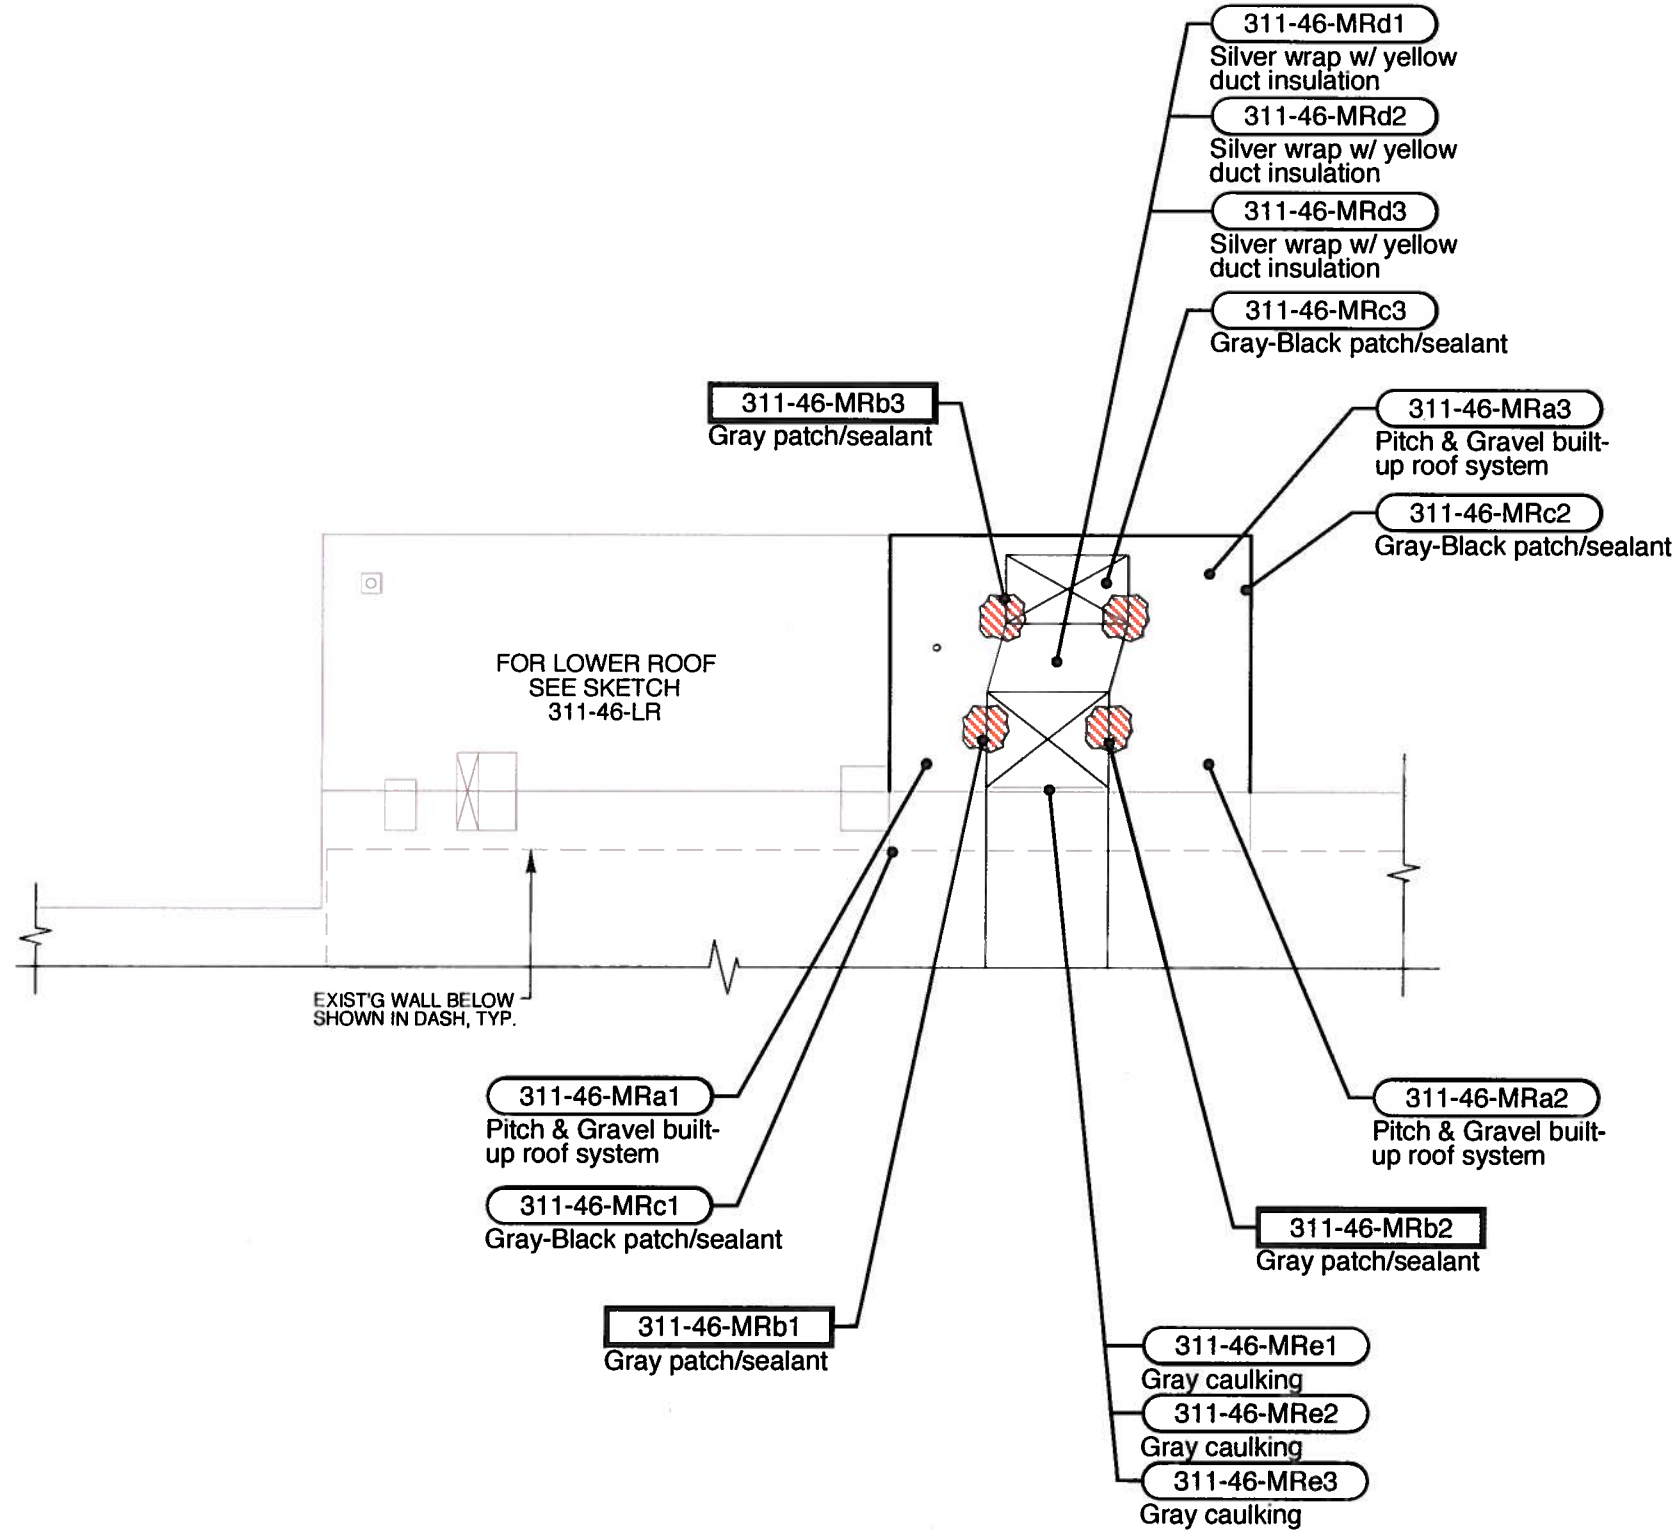 311-46-MRd1
Silver wrap w/ yellow
duct insulation
311-46-MRd2
Silver wrap w/ yellow
duct insulation
311-46-MRd3
Silver wrap w/ yellow
duct insulation
311-46-MRc3
Gray-Black patch/sealant
311-46-MRb3
Gray patch/sealant
311-46-MRa3
Pitch & Gravel built-
up roof system
311-46-MRc2
Gray-Black patch/sealant
FOR LOWER ROOF
SEE SKETCH
311-46-LR
EXIST'G WALL BELOW
SHOWN IN DASH, TYP.
311-46-MRa1
Pitch & Gravel built-
up roof system
311-46-MRc1
Gray-Black patch/sealant
311-46-MRb1
Gray patch/sealant
311-46-MRa2
Pitch & Gravel built-
up roof system
311-46-MRb2
Gray patch/sealant
311-46-MRe1
Gray caulking
311-46-MRe2
Gray caulking
311-46-MRe3
Gray caulking